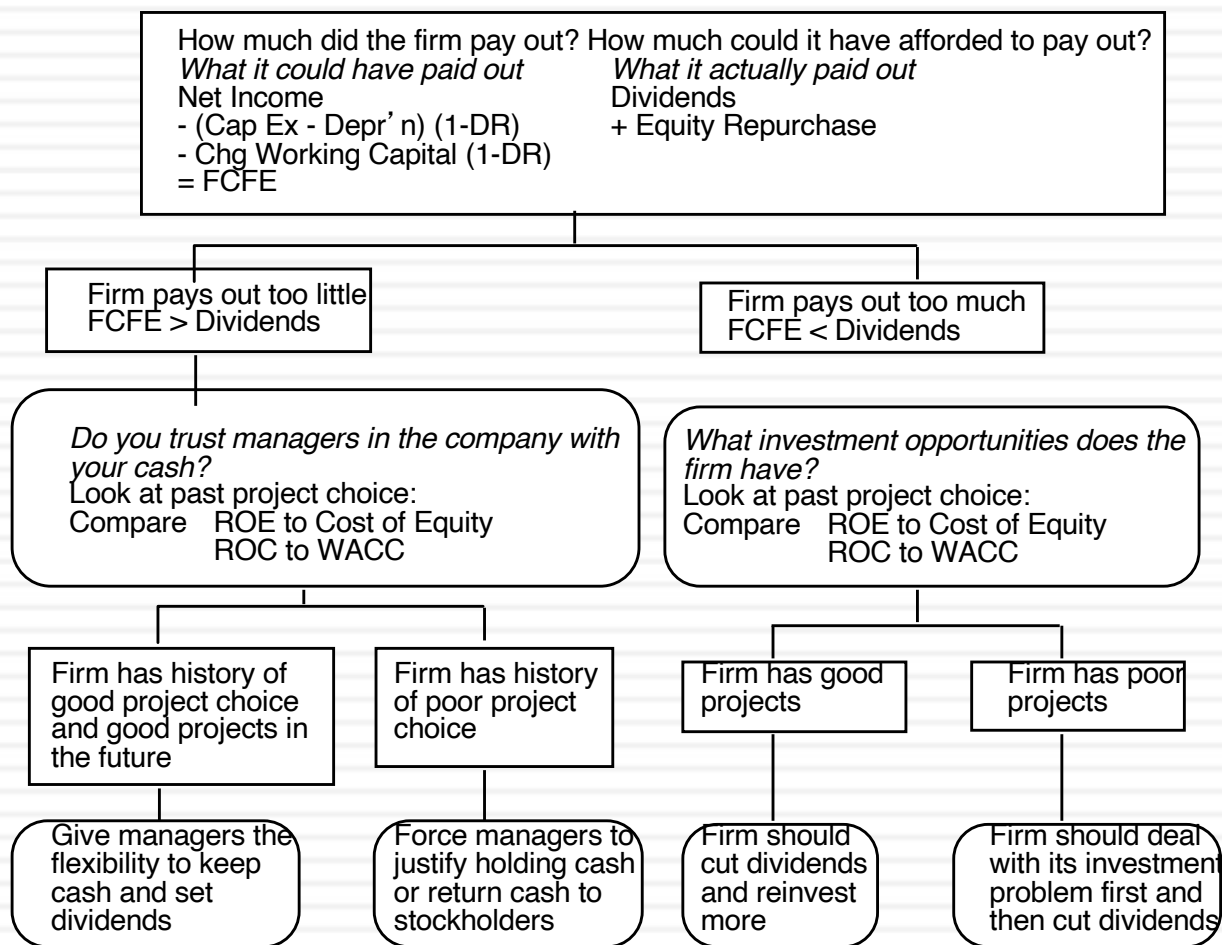 How much did the firm pay out? How much could it have afforded to pay out?
What it could have paid out
What it actually paid out
Net Income
Dividends
- (Cap Ex - Depr’n) (1-DR)
+ Equity Repurchase
- Chg Working Capital (1-DR)
= FCFE
Firm pays out too little
FCFE > Dividends
Firm pays out too much
FCFE < Dividends
Do you trust managers in the company with
your cash?
Look at past project choice:
Compare ROE to Cost of Equity
ROC to WACC
What investment opportunities does the
firm have?
Look at past project choice:
Compare ROE to Cost of Equity
ROC to WACC
Firm has history of
good project choice
and good projects in
the future
Firm has history
of poor project
choice
Firm has good
projects
Firm has poor
projects
Give managers the
flexibility to keep
cash and set
dividends
Force managers to
justify holding cash
or return cash to
stockholders
Firm should
cut dividends
and reinvest
more
Firm should deal
with its investment
problem first and
then cut dividends